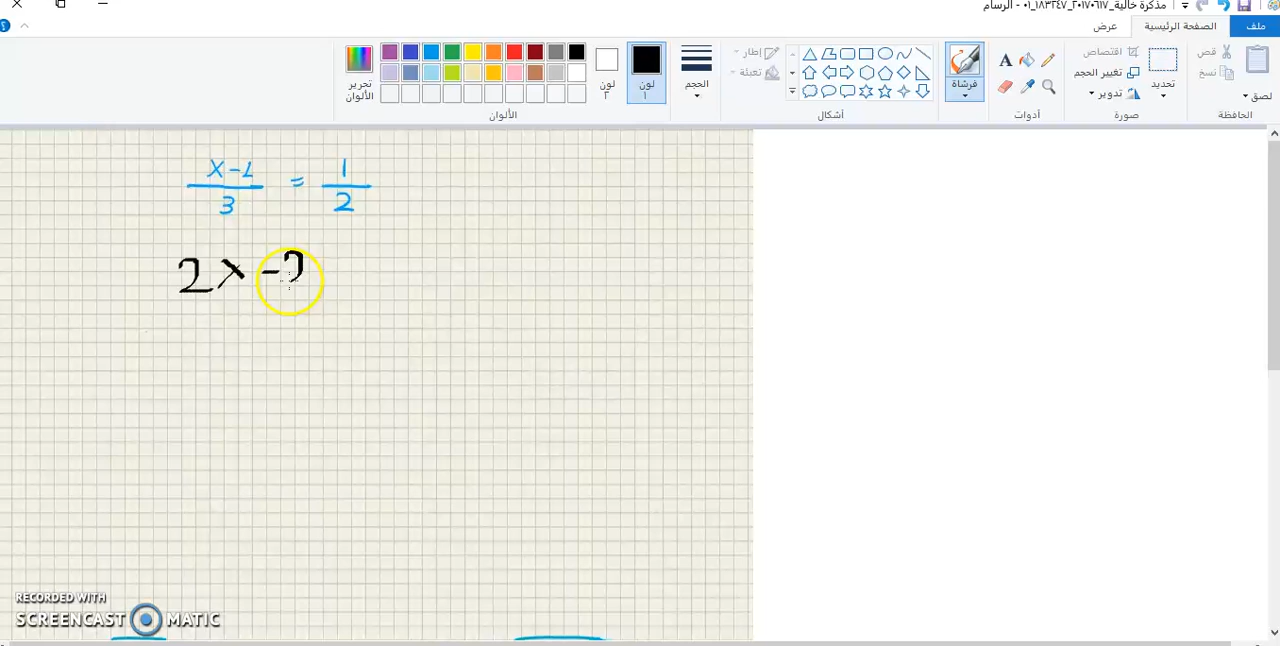 مذكرة خالية_٢٠١٧٠٦١٧_١٨٣٢٤٧_٠١ - الرسام
ملف
الصفحة الرئيسية
عرض
لصق
قص
نسخ
الحافظة
تحديد
اقتصاص
تغيير الحجم
تدوير
صورة
A
أدوات
فرشاة
أشكال
إطار
تعبئة
الحجم
لون ١
لون ٢
تحرير الألوان
الألوان
x-1/3 = 1/2
2x -2
RECORDED WITH
SCREENCAST MATIC